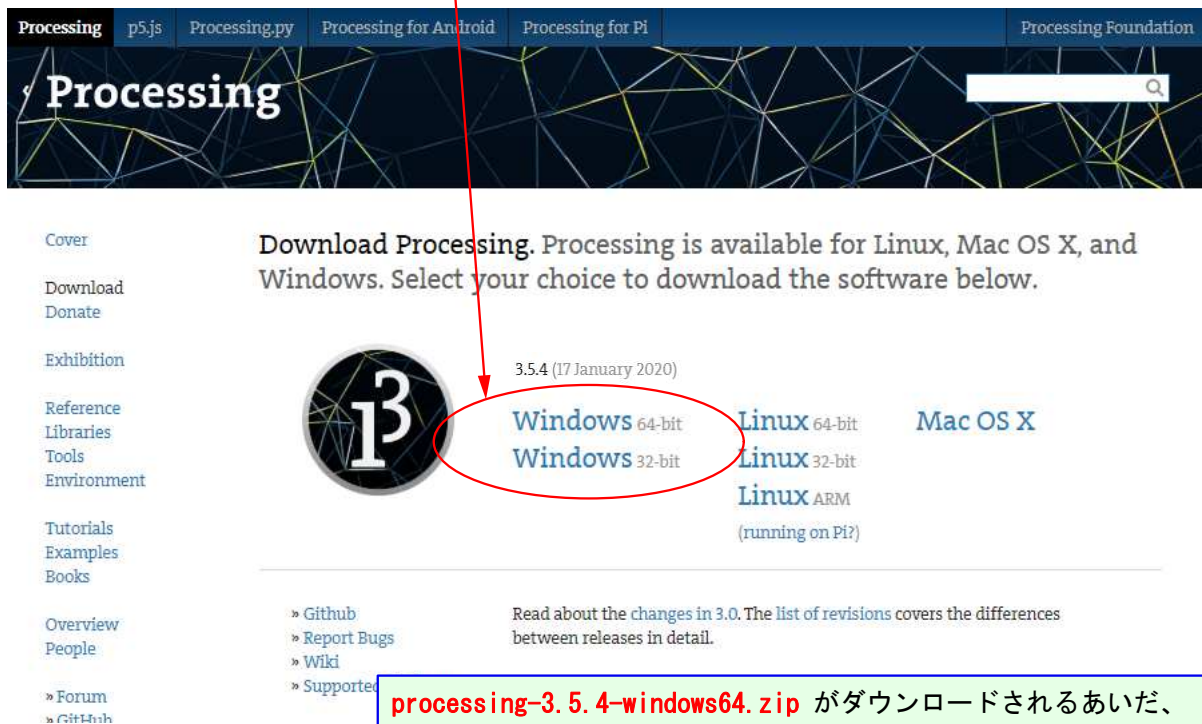 Processing p5.js Processing.py Processing for Android Processing for Pi Processing Foundation
‹ Processing
Cover
Download
Donate
Exhibition
Reference
Libraries
Tools
Environment
Tutorials
Examples
Books
Overview
People
» Forum
» GitHub
Download Processing. Processing is available for Linux, Mac OS X, and
Windows. Select your choice to download the software below.
3
3.5.4 (17 January 2020)
Windows 64-bit
Windows 32-bit
Linux 64-bit
Linux 32-bit
Linux ARM
(running on Pi?)
Mac OS X
» Github
» Report Bugs
» Wiki
» Supported
Read about the changes in 3.0. The list of revisions covers the differences
between releases in detail.
processing-3.5.4-windows64.zip がダウンロードされるあいだ、